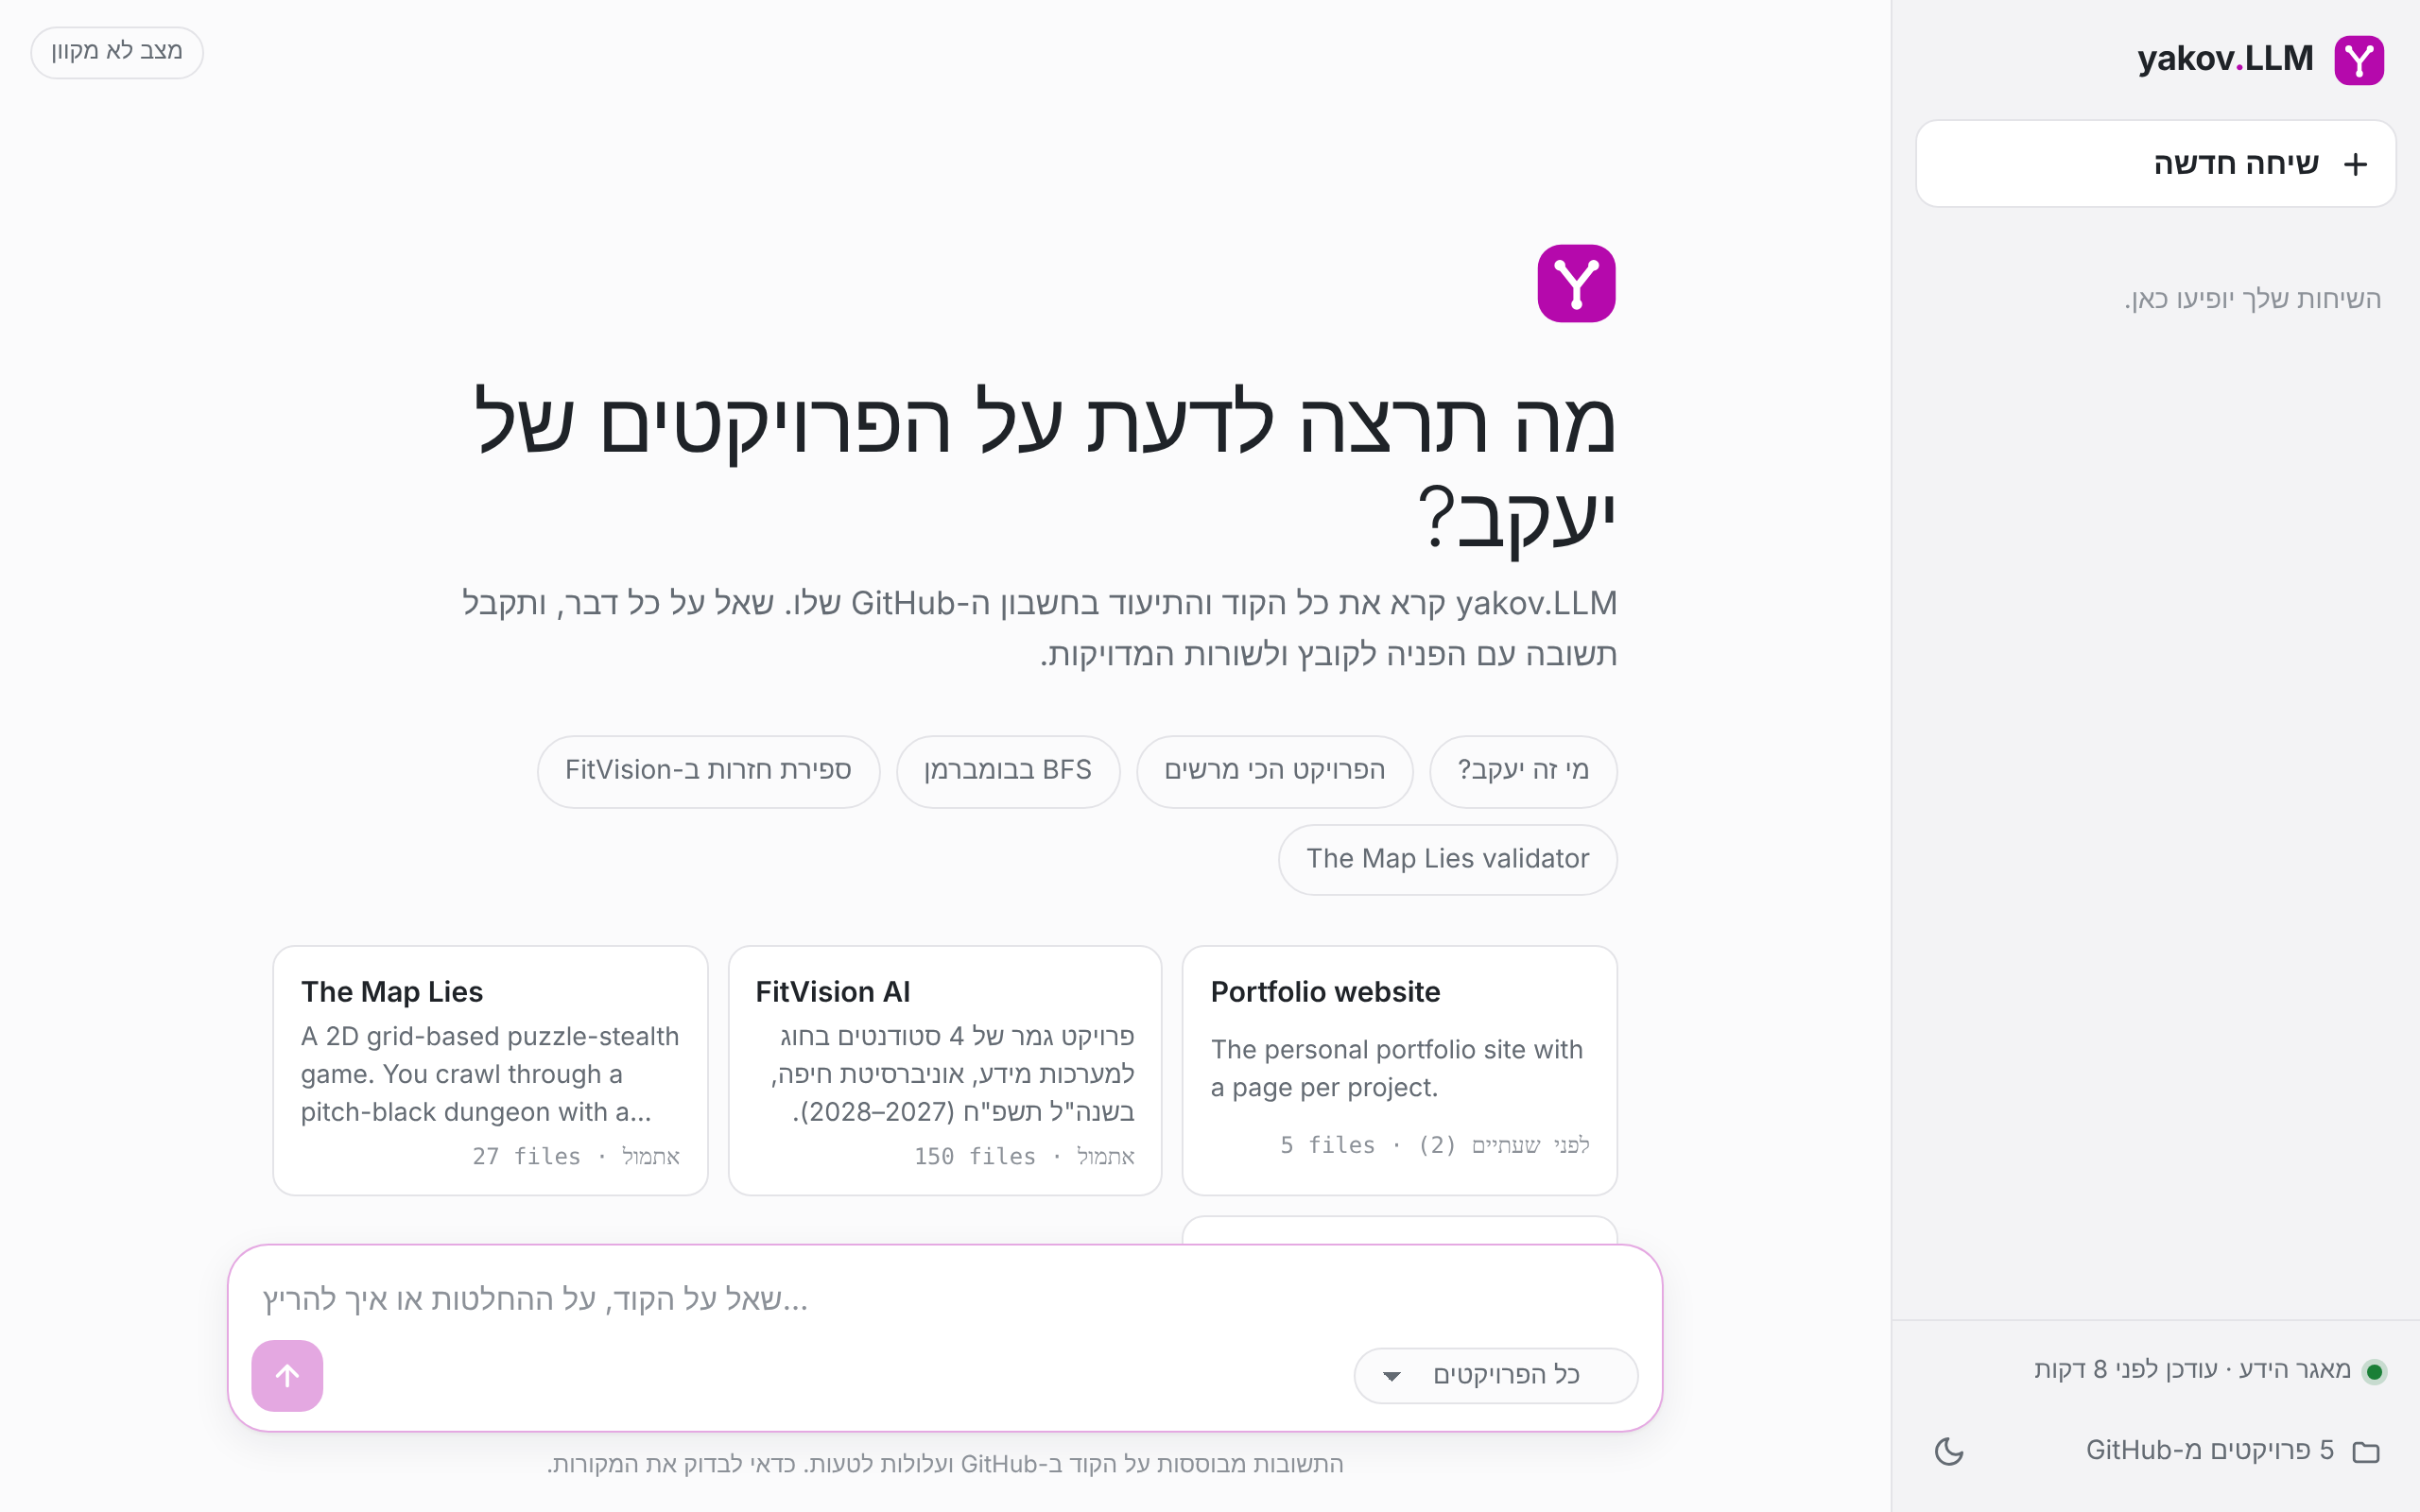 yakov.LLM
שיחה חדשה
השיחות שלך יופיעו כאן.
מאגר הידע · עודכן לפני 8 דקות
5 פרויקטים מ-GitHub
מצב לא מקוון
מה תרצה לדעת על הפרויקטים של
יעקב?
yakov.LLM קרא את כל הקוד והתיעוד בחשבון ה-GitHub שלו. שאל על כל דבר, ותקבל
תשובה עם הפניה לקובץ ולשורות המדויקות.
מי זה יעקב?
הפרויקט הכי מרשים
BFS בבומברמן
ספירת חזרות ב-FitVision
The Map Lies validator
Portfolio website
The personal portfolio site with
a page per project.
לפני שעתיים (2) · 5 files
FitVision AI
פרויקט גמר של 4 סטודנטים בחוג
למערכות מידע, אוניברסיטת חיפה,
בשנה"ל תשפ"ח (2027–2028).
אתמול · 150 files
The Map Lies
A 2D grid-based puzzle-stealth
game. You crawl through a
pitch-black dungeon with a...
אתמול · 27 files
שאל על הקוד, על ההחלטות או איך להריץ...
כל הפרויקטים
התשובות מבוססות על הקוד ב-GitHub ועלולות לטעות. כדאי לבדוק את המקורות.